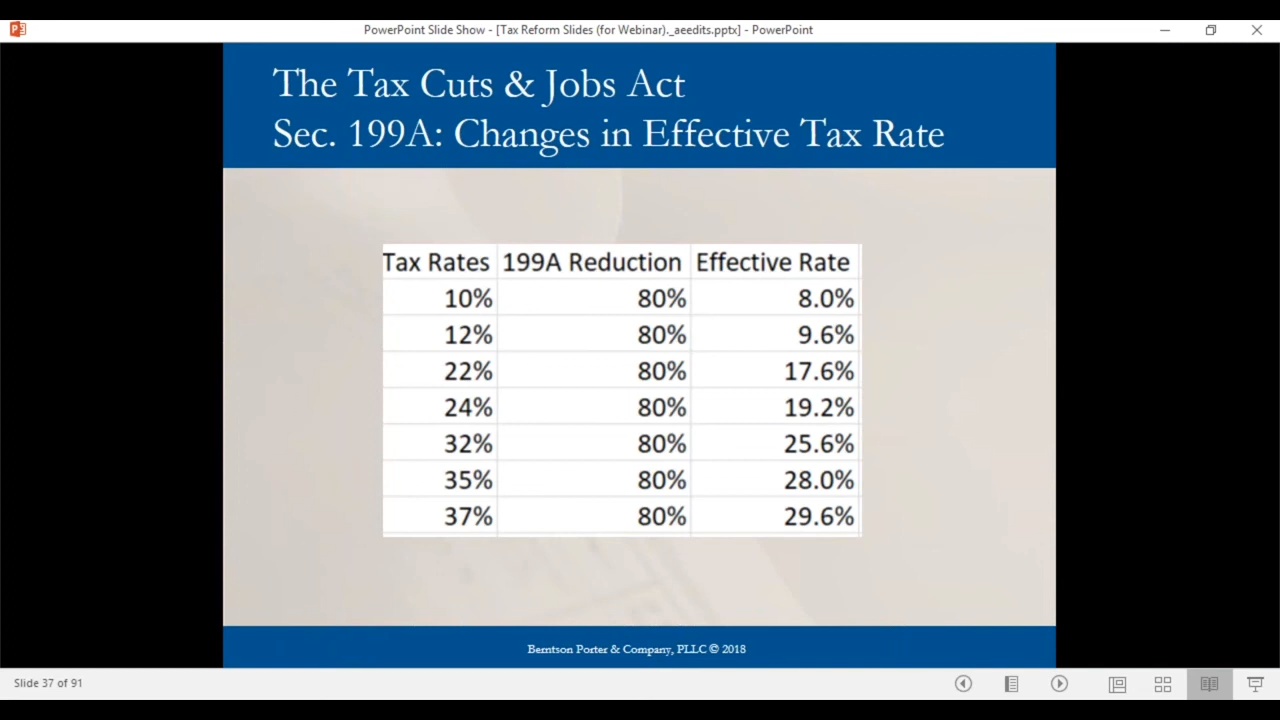 PowerPoint Slide Show - [Tax Reform Slides (for Webinar)._aeedits.pptx] - PowerPoint
The Tax Cuts & Jobs Act
Sec. 199A: Changes in Effective Tax Rate
Tax Rates 199A Reduction Effective Rate
10% 80% 8.0%
12% 80% 9.6%
22% 80% 17.6%
24% 80% 19.2%
32% 80% 25.6%
35% 80% 28.0%
37% 80% 29.6%
Berntson Porter & Company, PLLC © 2018
Slide 37 of 91